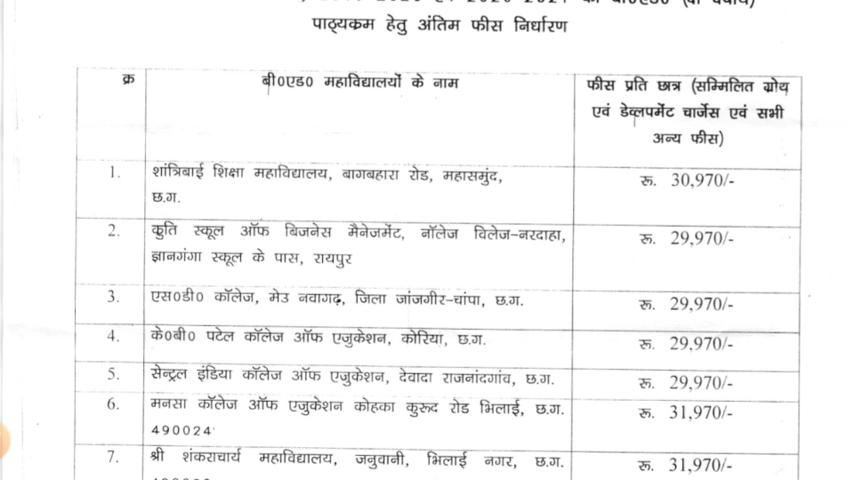 पाठ्यकम हेतु अंतिम फीस निर्धारण
क्र
बी0एड0 महाविद्यालयों के नाम
फीस प्रति छात्र (सम्मिलित ग्रोथ
एवं डेव्लपमेंट चार्जेस एवं सभी
अन्य फीस)
1.
शांत्रिबाई शिक्षा महाविद्यालय, बागबहारा रोड, महासमुंद,
छ.ग.
रू. 30,970/-
2.
कुति स्कूल ऑफ बिजनेस मैनेजमेंट, नॉलेज विलेज-नरदाहा,
ज्ञानगंगा स्कूल के पास, रायपुर
रू. 29,970/-
3.
एस0डी0 कॉलेज, मेउ नवागढ़, जिला जांजगीर-चांपा, छ.ग.
रू. 29,970/-
4.
के0बी0 पटेल कॉलेज ऑफ एजुकेशन, कोरिया, छ.ग.
रू. 29,970/-
5.
सेन्ट्रल इंडिया कॉलेज ऑफ एजुकेशन, देवादा राजनांदगांव, छ.ग.
रू. 29,970/-
6.
मनसा कॉलेज ऑफ एजुकेशन कोहका कुरूद रोड भिलाई, छ.ग.
490024
रू. 31,970/-
7.
श्री शंकराचार्य महाविद्यालय, जनुवानी, भिलाई नगर, छ.ग.
रू. 31,970/-